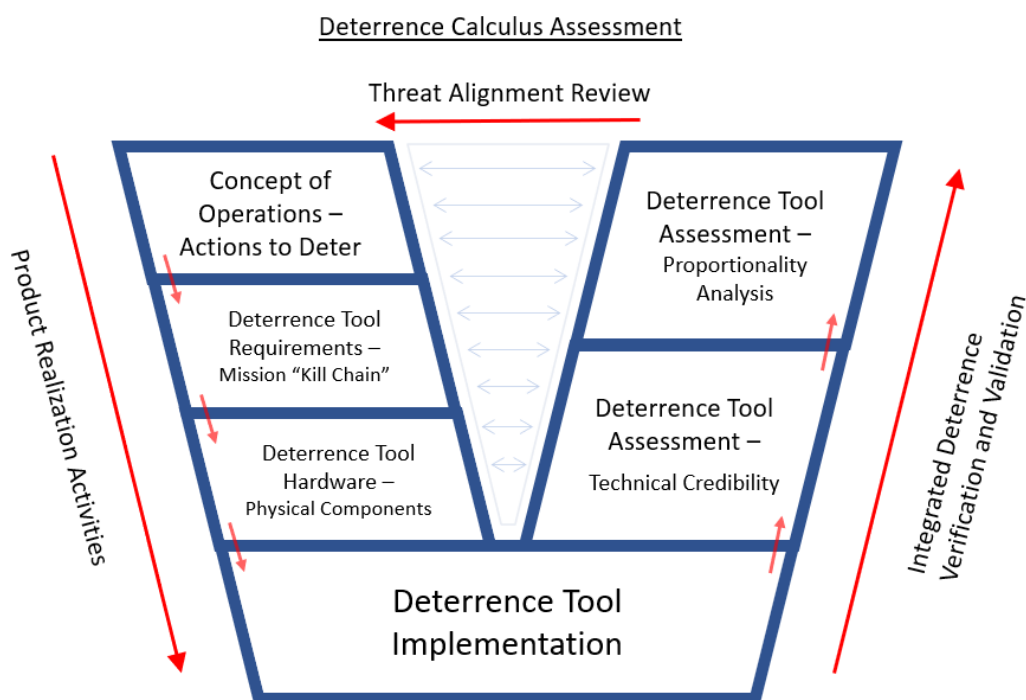 Deterrence Calculus Assessment
Threat Alignment Review
Concept of
Operations –
Actions to Deter
Deterrence Tool
Requirements –
Mission “Kill Chain”
Deterrence Tool
Hardware –
Physical Components
Deterrence Tool
Implementation
Deterrence Tool
Assessment –
Technical Credibility
Deterrence Tool
Assessment –
Proportionality
Analysis
Product Realization Activities
Integrated Deterrence
Verification and Validation